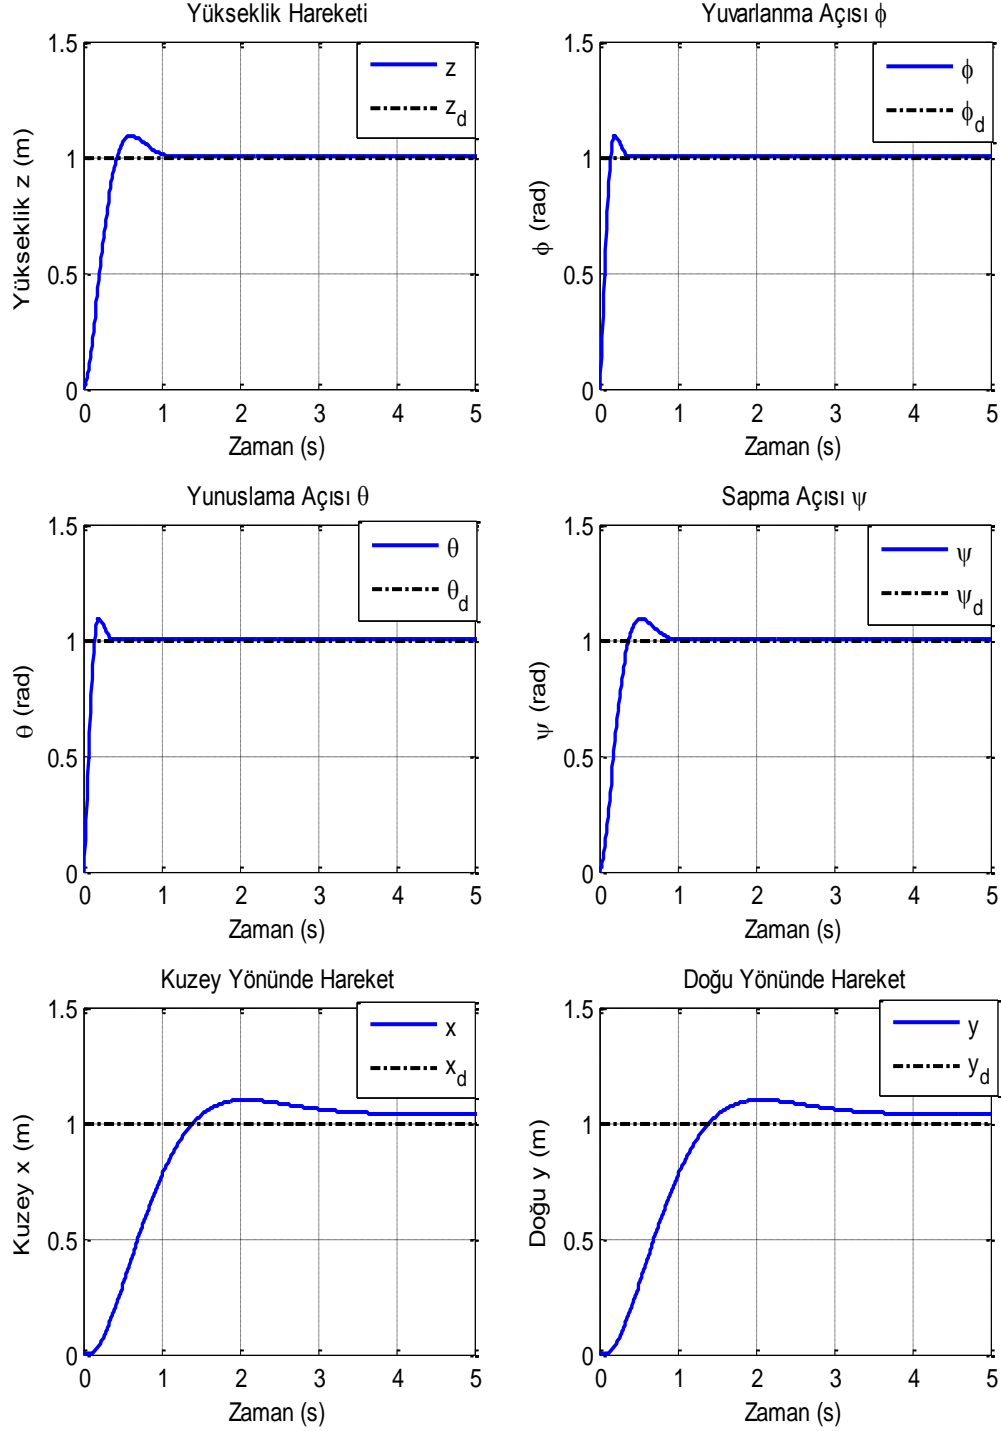 Yükseklik Hareketi
1.5
1
0.5
0
0 1 2 3 4 5
Yükseklik z (m)
Zaman (s)
z
z_d
Yuvarlanma Açısı ϕ
1.5
1
0.5
0
0 1 2 3 4 5
ϕ (rad)
Zaman (s)
ϕ
ϕ_d
Yunuslama Açısı θ
1.5
1
0.5
0
0 1 2 3 4 5
θ (rad)
Zaman (s)
θ
θ_d
Sapma Açısı ψ
1.5
1
0.5
0
0 1 2 3 4 5
ψ (rad)
Zaman (s)
ψ
ψ_d
Kuzey Yönünde Hareket
1.5
1
0.5
0
0 1 2 3 4 5
Kuzey x (m)
Zaman (s)
x
x_d
Doğu Yönünde Hareket
1.5
1
0.5
0
0 1 2 3 4 5
Doğu y (m)
Zaman (s)
y
y_d